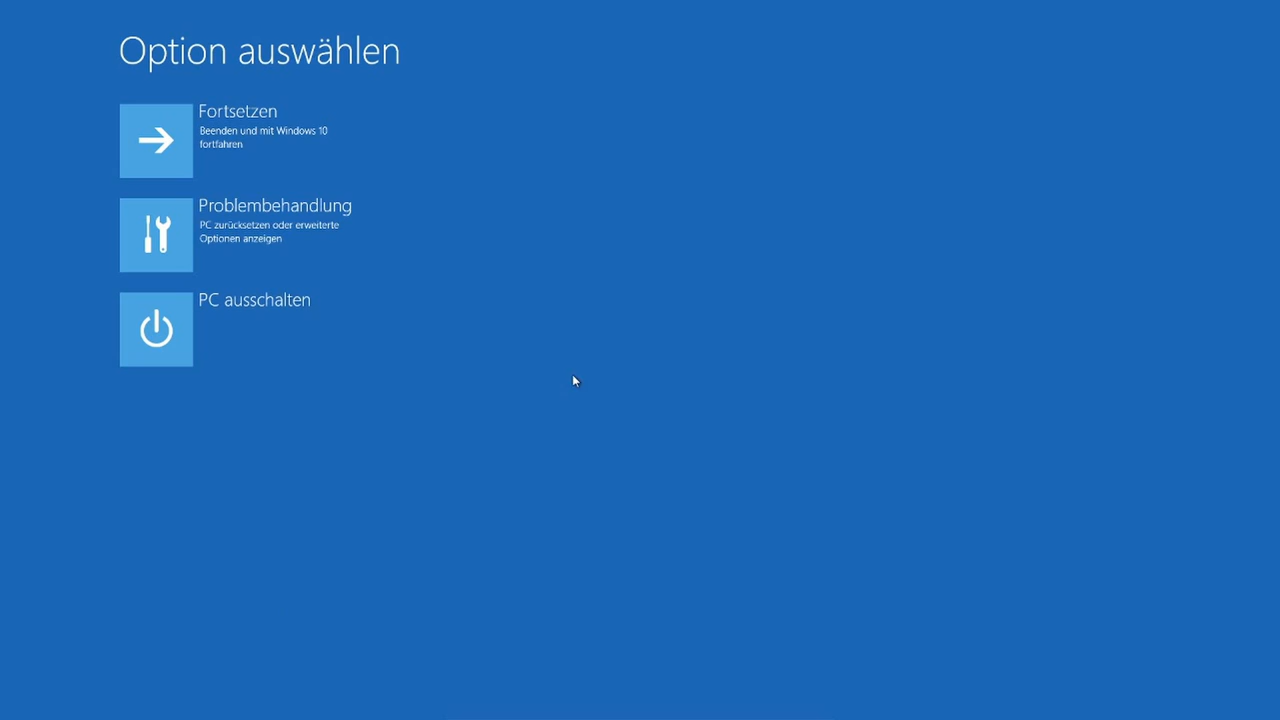 Option auswählen
Fortsetzen
Beenden und mit Windows 10
fortfahren
Problembehandlung
PC zurücksetzen oder erweiterte
Optionen anzeigen
PC ausschalten